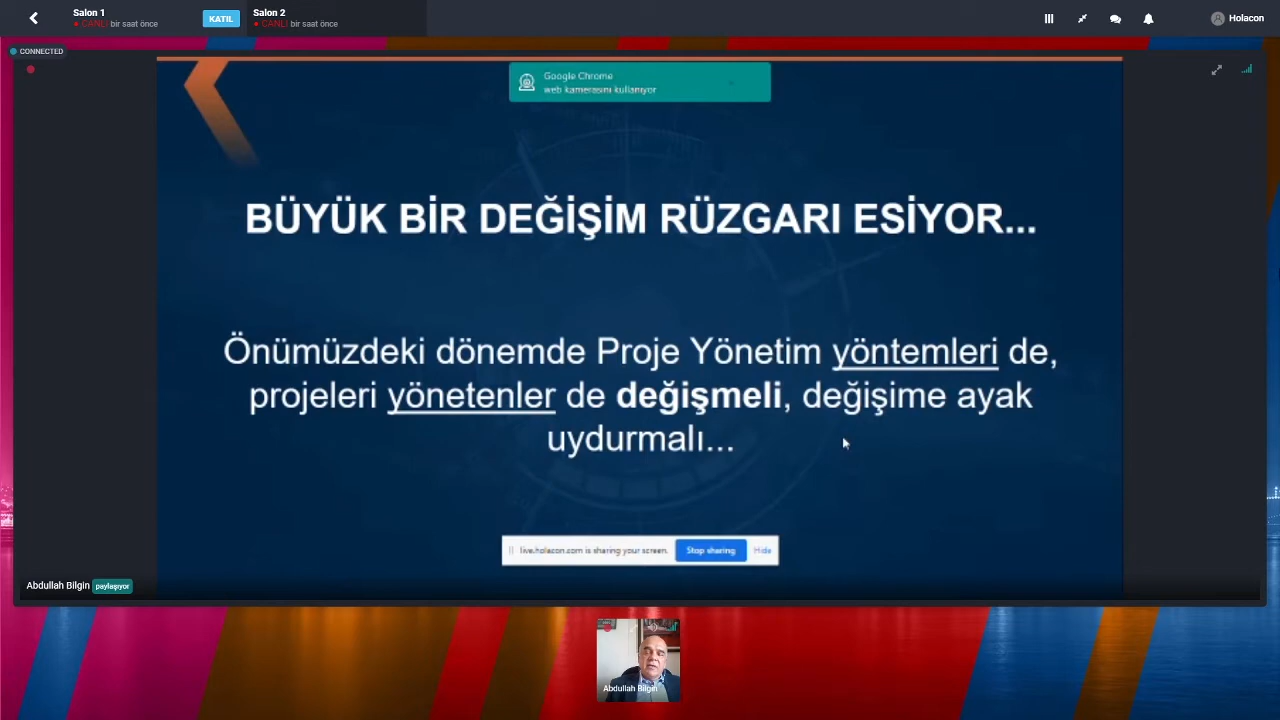 Salon 1
CANLI bir saat önce
KATIL
Salon 2
CANLI bir saat önce
Holacon
CONNECTED
Google Chrome
web kamerasını kullanıyor
BÜYÜK BİR DEĞİŞİM RÜZGARI ESİYOR...
Önümüzdeki dönemde Proje Yönetim yöntemleri de,
projeleri yönetenler de değişmeli, değişime ayak
uydurmalı...
live.holacon.com is sharing your screen.
Stop sharing
Hide
Abdullah Bilgin paylaşıyor
Abdullah Bilgin